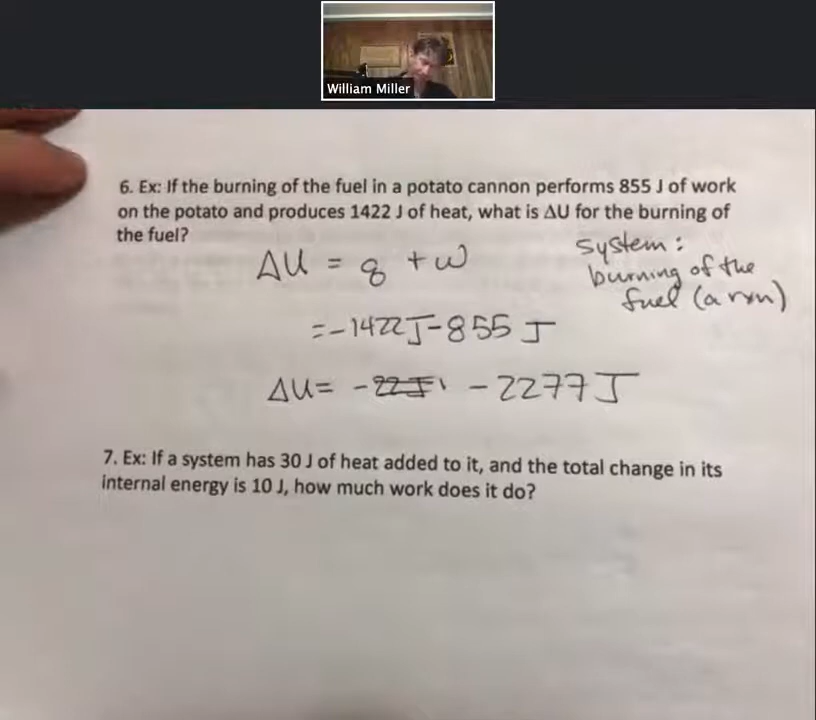 William Miller
6. Ex: If the burning of the fuel in a potato cannon performs 855 J of work
on the potato and produces 1422 J of heat, what is ΔU for the burning of
the fuel?
system:
burning of the
fuel (a rxn)
ΔU = q + w
= -1422 J - 855 J
ΔU = -2277 J
7. Ex: If a system has 30 J of heat added to it, and the total change in its
internal energy is 10 J, how much work does it do?